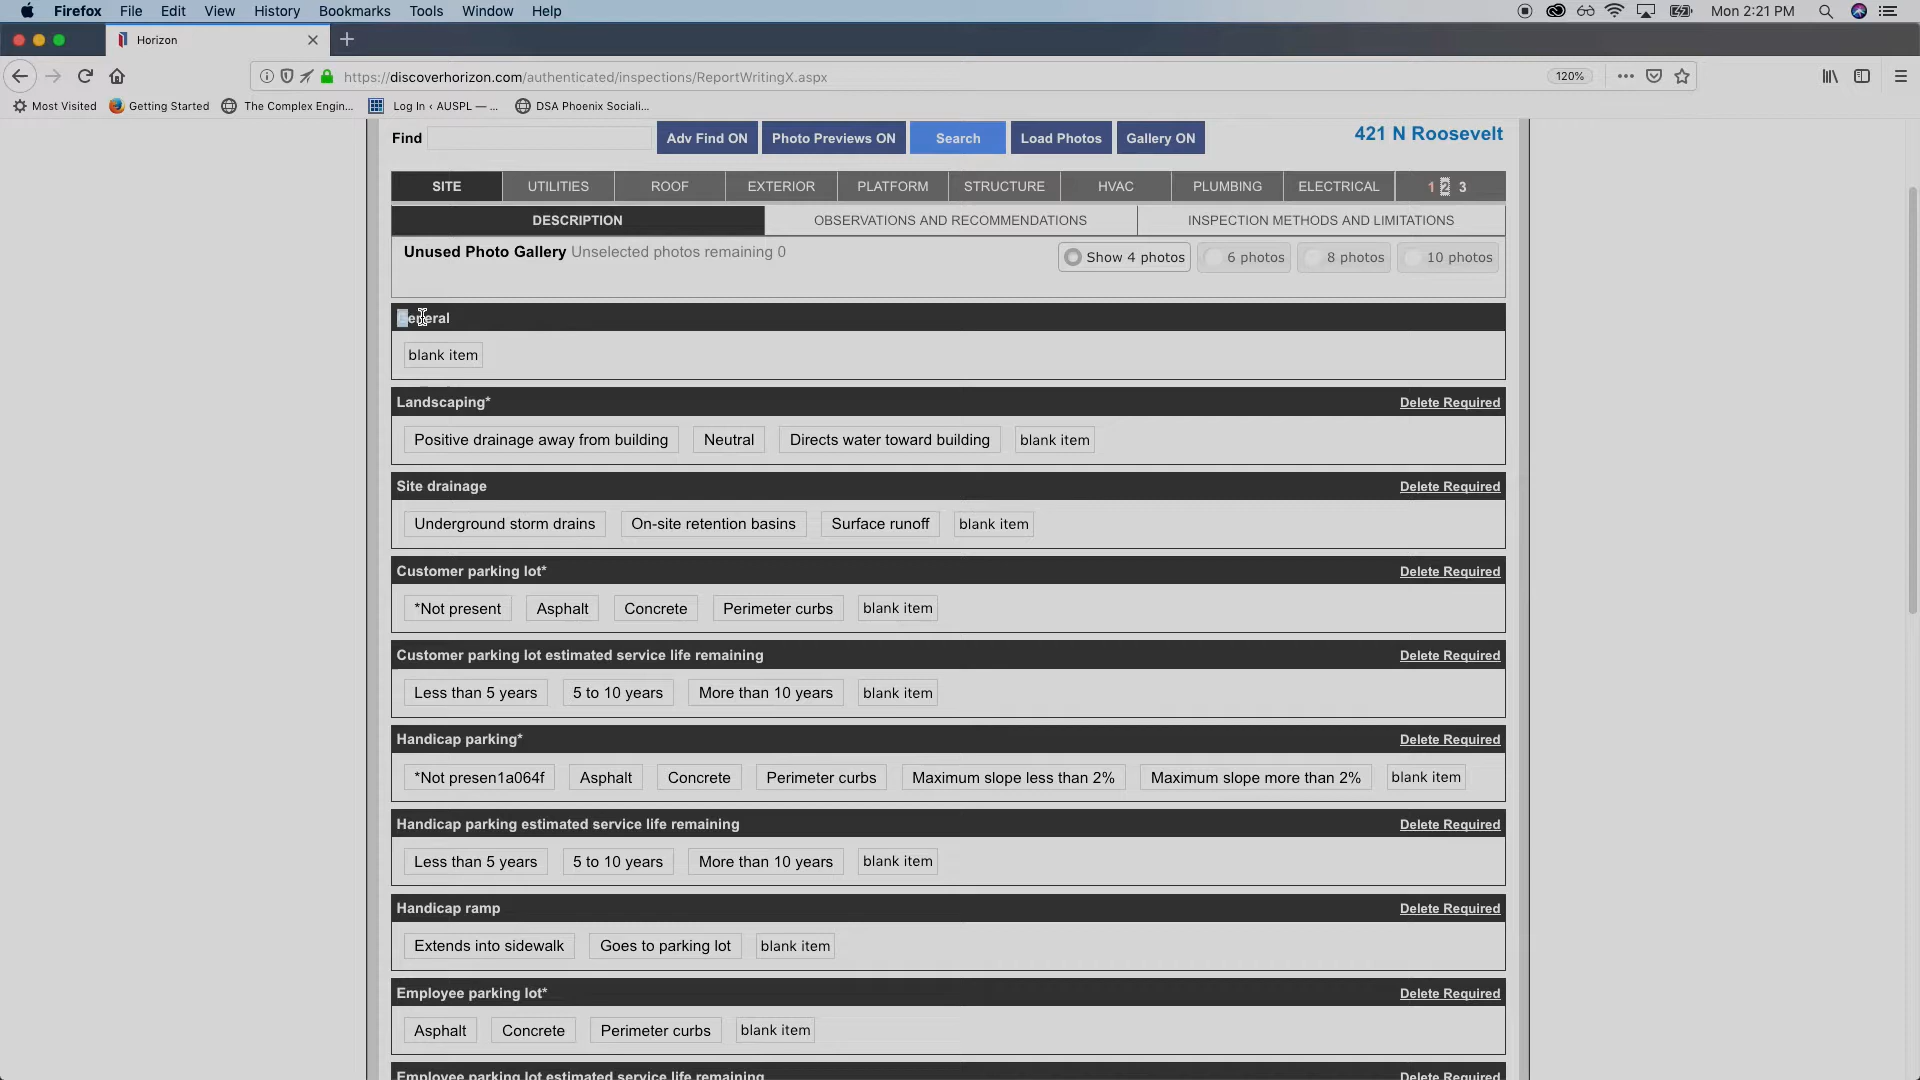 Firefox File Edit View History Bookmarks Tools Window Help Mon 2:21 PM
Horizon
https://discoverhorizon.com/authenticated/inspections/ReportWritingX.aspx 120%
Most Visited Getting Started The Complex Engin... Log In ‹ AUSPL — ... DSA Phoenix Sociali...
Find Adv Find ON Photo Previews ON Search Load Photos Gallery ON 421 N Roosevelt
SITE UTILITIES ROOF EXTERIOR PLATFORM STRUCTURE HVAC PLUMBING ELECTRICAL 1 2 3
DESCRIPTION OBSERVATIONS AND RECOMMENDATIONS INSPECTION METHODS AND LIMITATIONS
Unused Photo Gallery Unselected photos remaining 0 Show 4 photos 6 photos 8 photos 10 photos
General
blank item
Landscaping* Delete Required
Positive drainage away from building Neutral Directs water toward building blank item
Site drainage Delete Required
Underground storm drains On-site retention basins Surface runoff blank item
Customer parking lot* Delete Required
*Not present Asphalt Concrete Perimeter curbs blank item
Customer parking lot estimated service life remaining Delete Required
Less than 5 years 5 to 10 years More than 10 years blank item
Handicap parking* Delete Required
*Not presen1a064f Asphalt Concrete Perimeter curbs Maximum slope less than 2% Maximum slope more than 2% blank item
Handicap parking estimated service life remaining Delete Required
Less than 5 years 5 to 10 years More than 10 years blank item
Handicap ramp Delete Required
Extends into sidewalk Goes to parking lot blank item
Employee parking lot* Delete Required
Asphalt Concrete Perimeter curbs blank item
Employee parking lot estimated service life remaining Delete Required